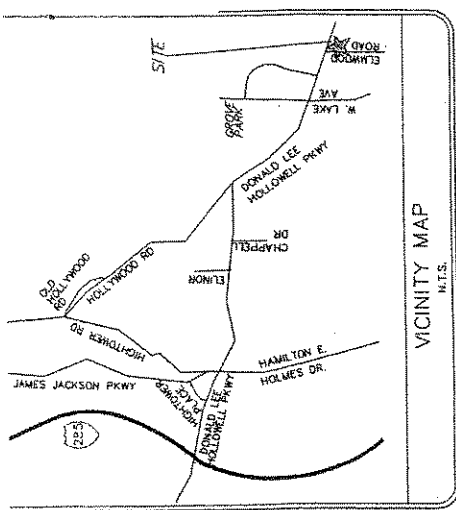 SITE
ELMWOOD
ROAD
W. LAKE
AVE
GROVE
PARK
DONALD LEE
HOLLOWELL PKWY
CHAPPELL
DR
ELINOR
OLD
HOLLYWOOD
RD
HOLLYWOOD RD
HIGHTOWER RD
HAMILTON E.
HOLMES DR.
JAMES JACKSON PKWY
HIGHTOWER
PLACE
DONALD LEE
HOLLOWELL PKWY
285
VICINITY MAP
N.T.S.